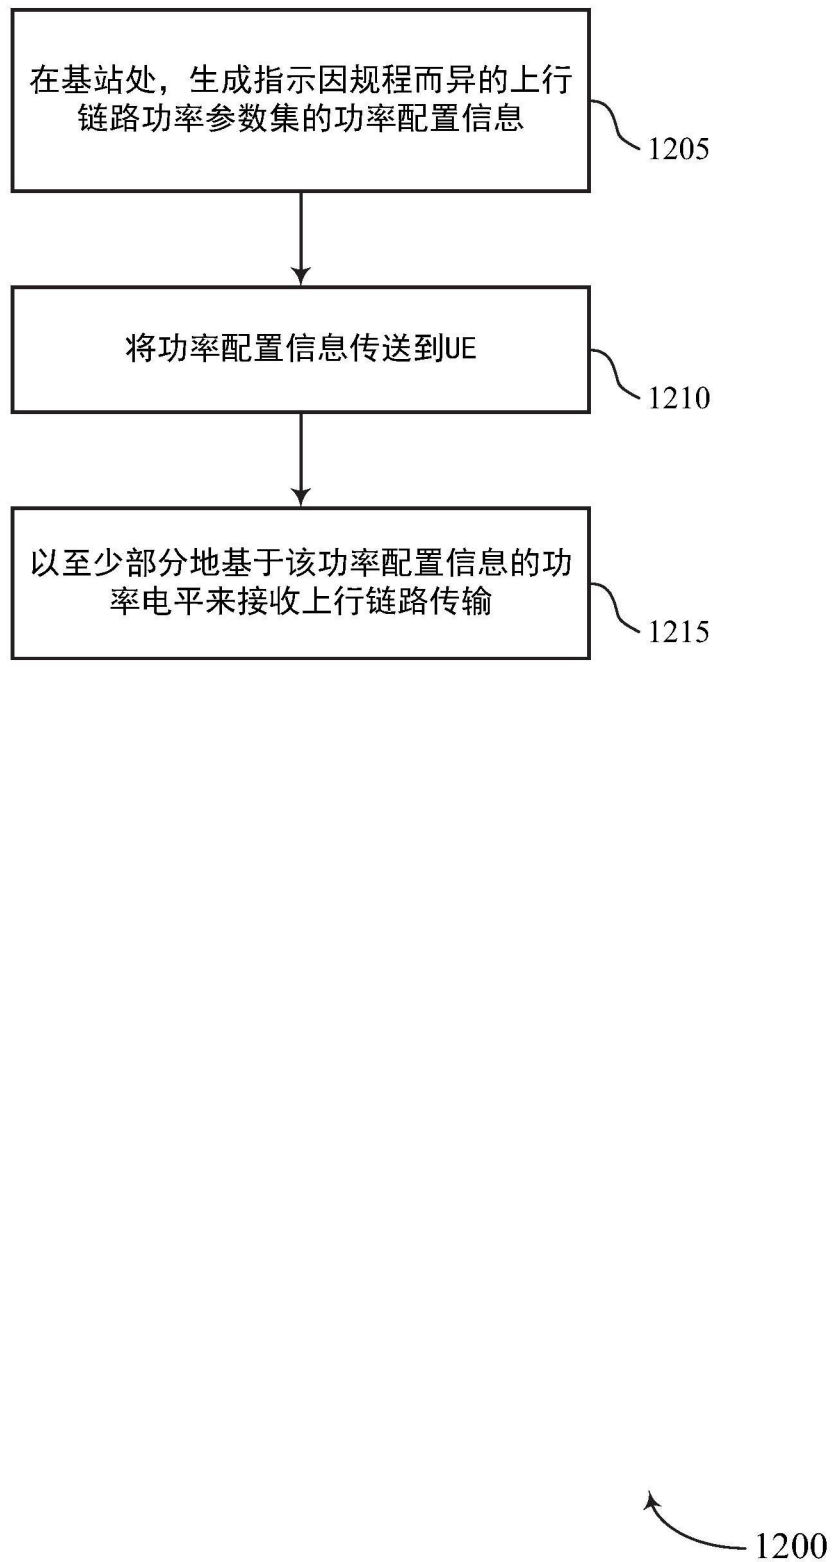 在基站处，生成指示因规程而异的上行
链路功率参数集的功率配置信息
1205
将功率配置信息传送到UE
1210
以至少部分地基于该功率配置信息的功
率电平来接收上行链路传输
1215
1200